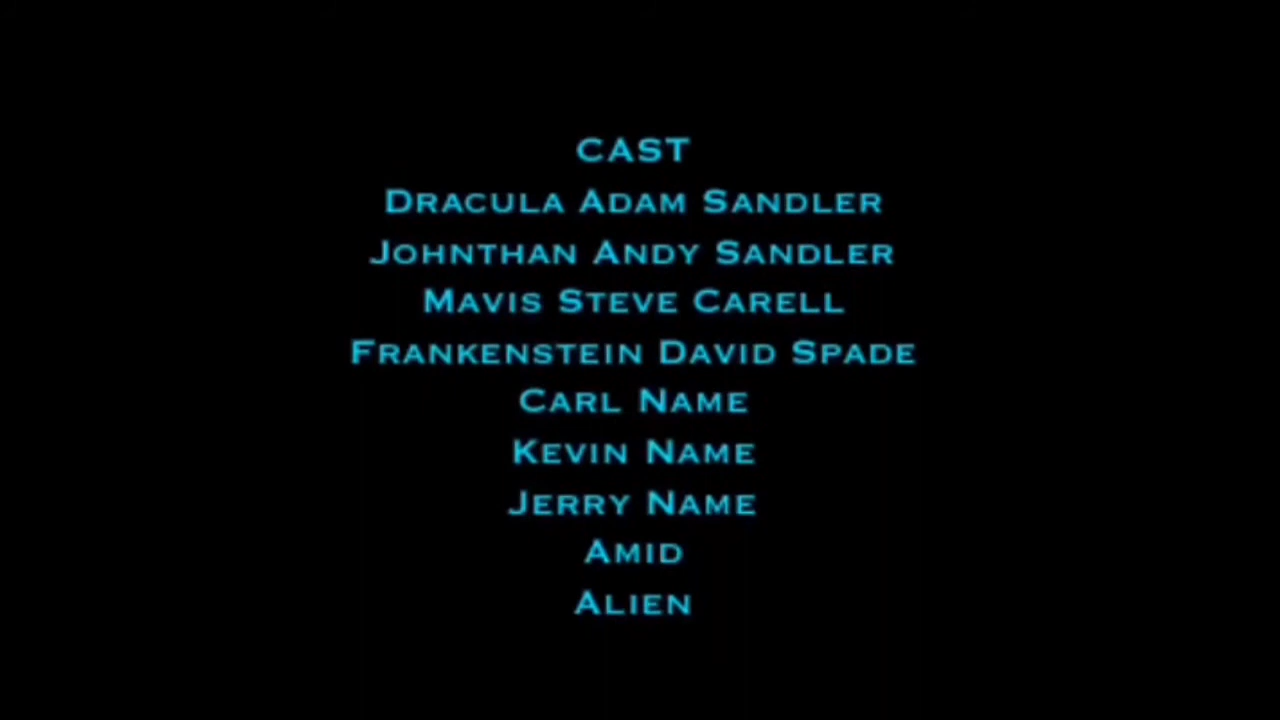 CAST
DRACULA ADAM SANDLER
JOHNTHAN ANDY SANDLER
MAVIS STEVE CARELL
FRANKENSTEIN DAVID SPADE
CARL NAME
KEVIN NAME
JERRY NAME
AMID
ALIEN